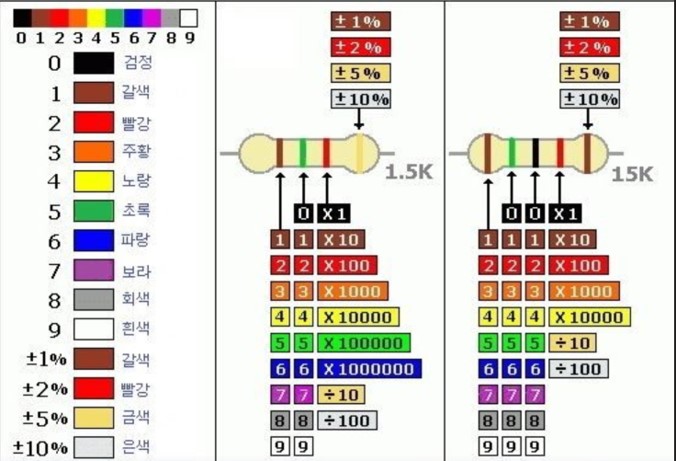 0 1 2 3 4 5 6 7 8 9
0 검정
1 갈색
2 빨강
3 주황
4 노랑
5 초록
6 파랑
7 보라
8 회색
9 흰색
±1% 갈색
±2% 빨강
±5% 금색
±10% 은색
±1%
±2%
±5%
±10%
1.5K
0 X1
1 1 X10
2 2 X100
3 3 X1000
4 4 X10000
5 5 X100000
6 6 X1000000
7 7 ÷10
8 8 ÷100
9 9
±1%
±2%
±5%
±10%
15K
0 0 X1
1 1 1 X10
2 2 2 X100
3 3 3 X1000
4 4 4 X10000
5 5 5 ÷10
6 6 6 ÷100
7 7 7
8 8 8
9 9 9